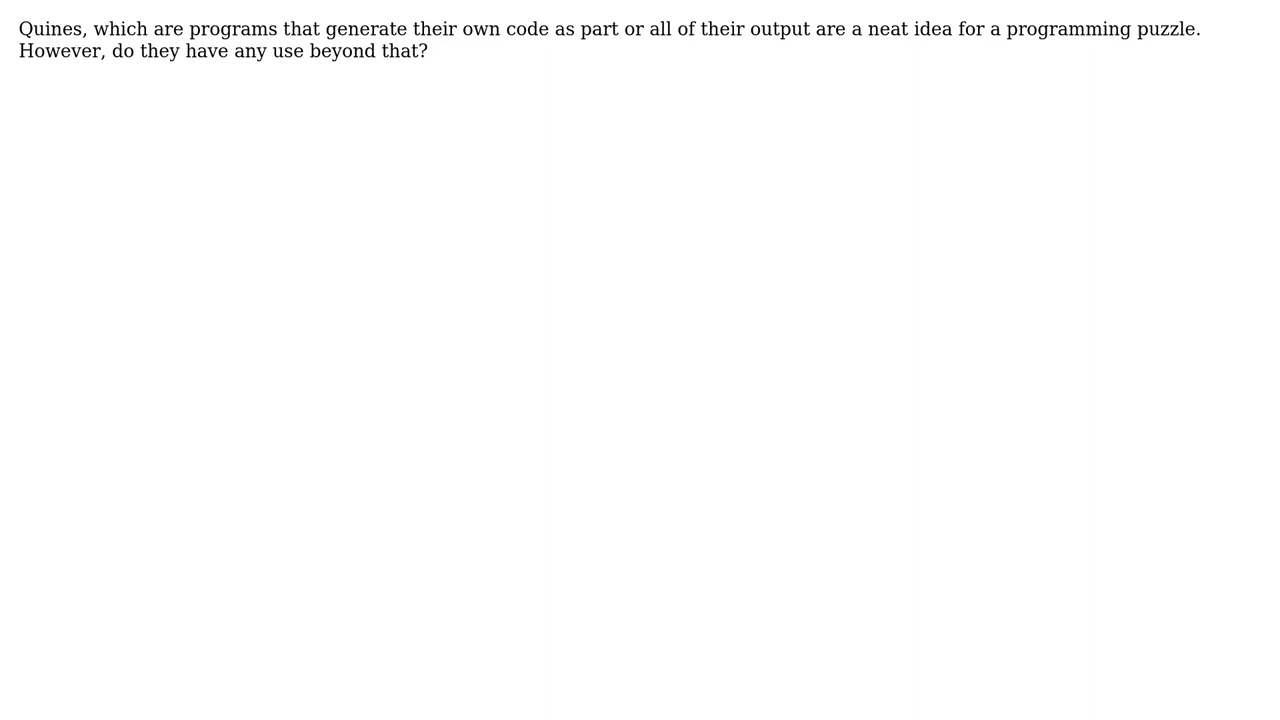 Quines, which are programs that generate their own code as part or all of their output are a neat idea for a programming puzzle.
However, do they have any use beyond that?